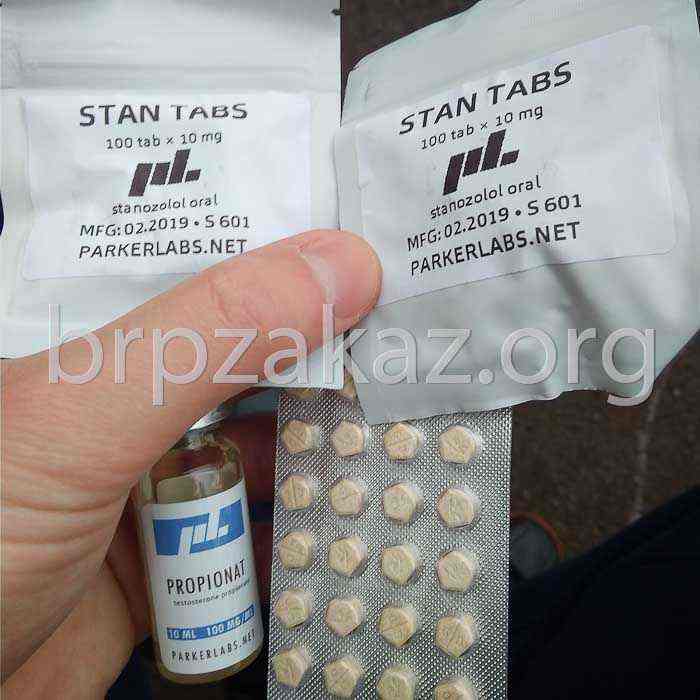 STAN TABS
100 tab x 10 mg
pL
stanozolol oral
MFG: 02.2019 • S 601
PARKERLABS.NET
STAN TABS
100 tab x 10 mg
pL
stanozolol oral
MFG: 02.2019 • S 601
PARKERLABS.NET
brpzakaz.org
pL
PROPIONAT
testosterone
10 ML 100 MG/ML
PARKERLABS.NET